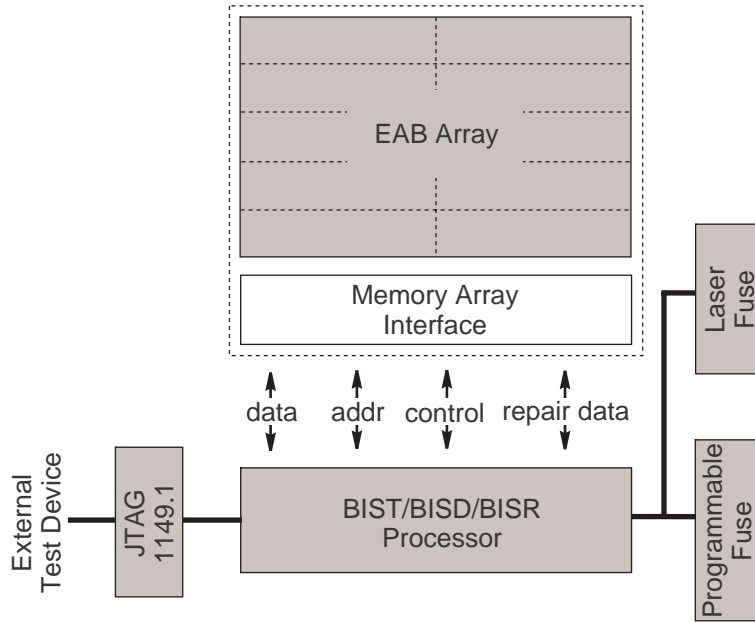 EAB Array
Memory Array
Interface
data
addr
control
repair data
External
Test Device
JTAG
1149.1
BIST/BISD/BISR
Processor
Laser
Fuse
Programmable
Fuse